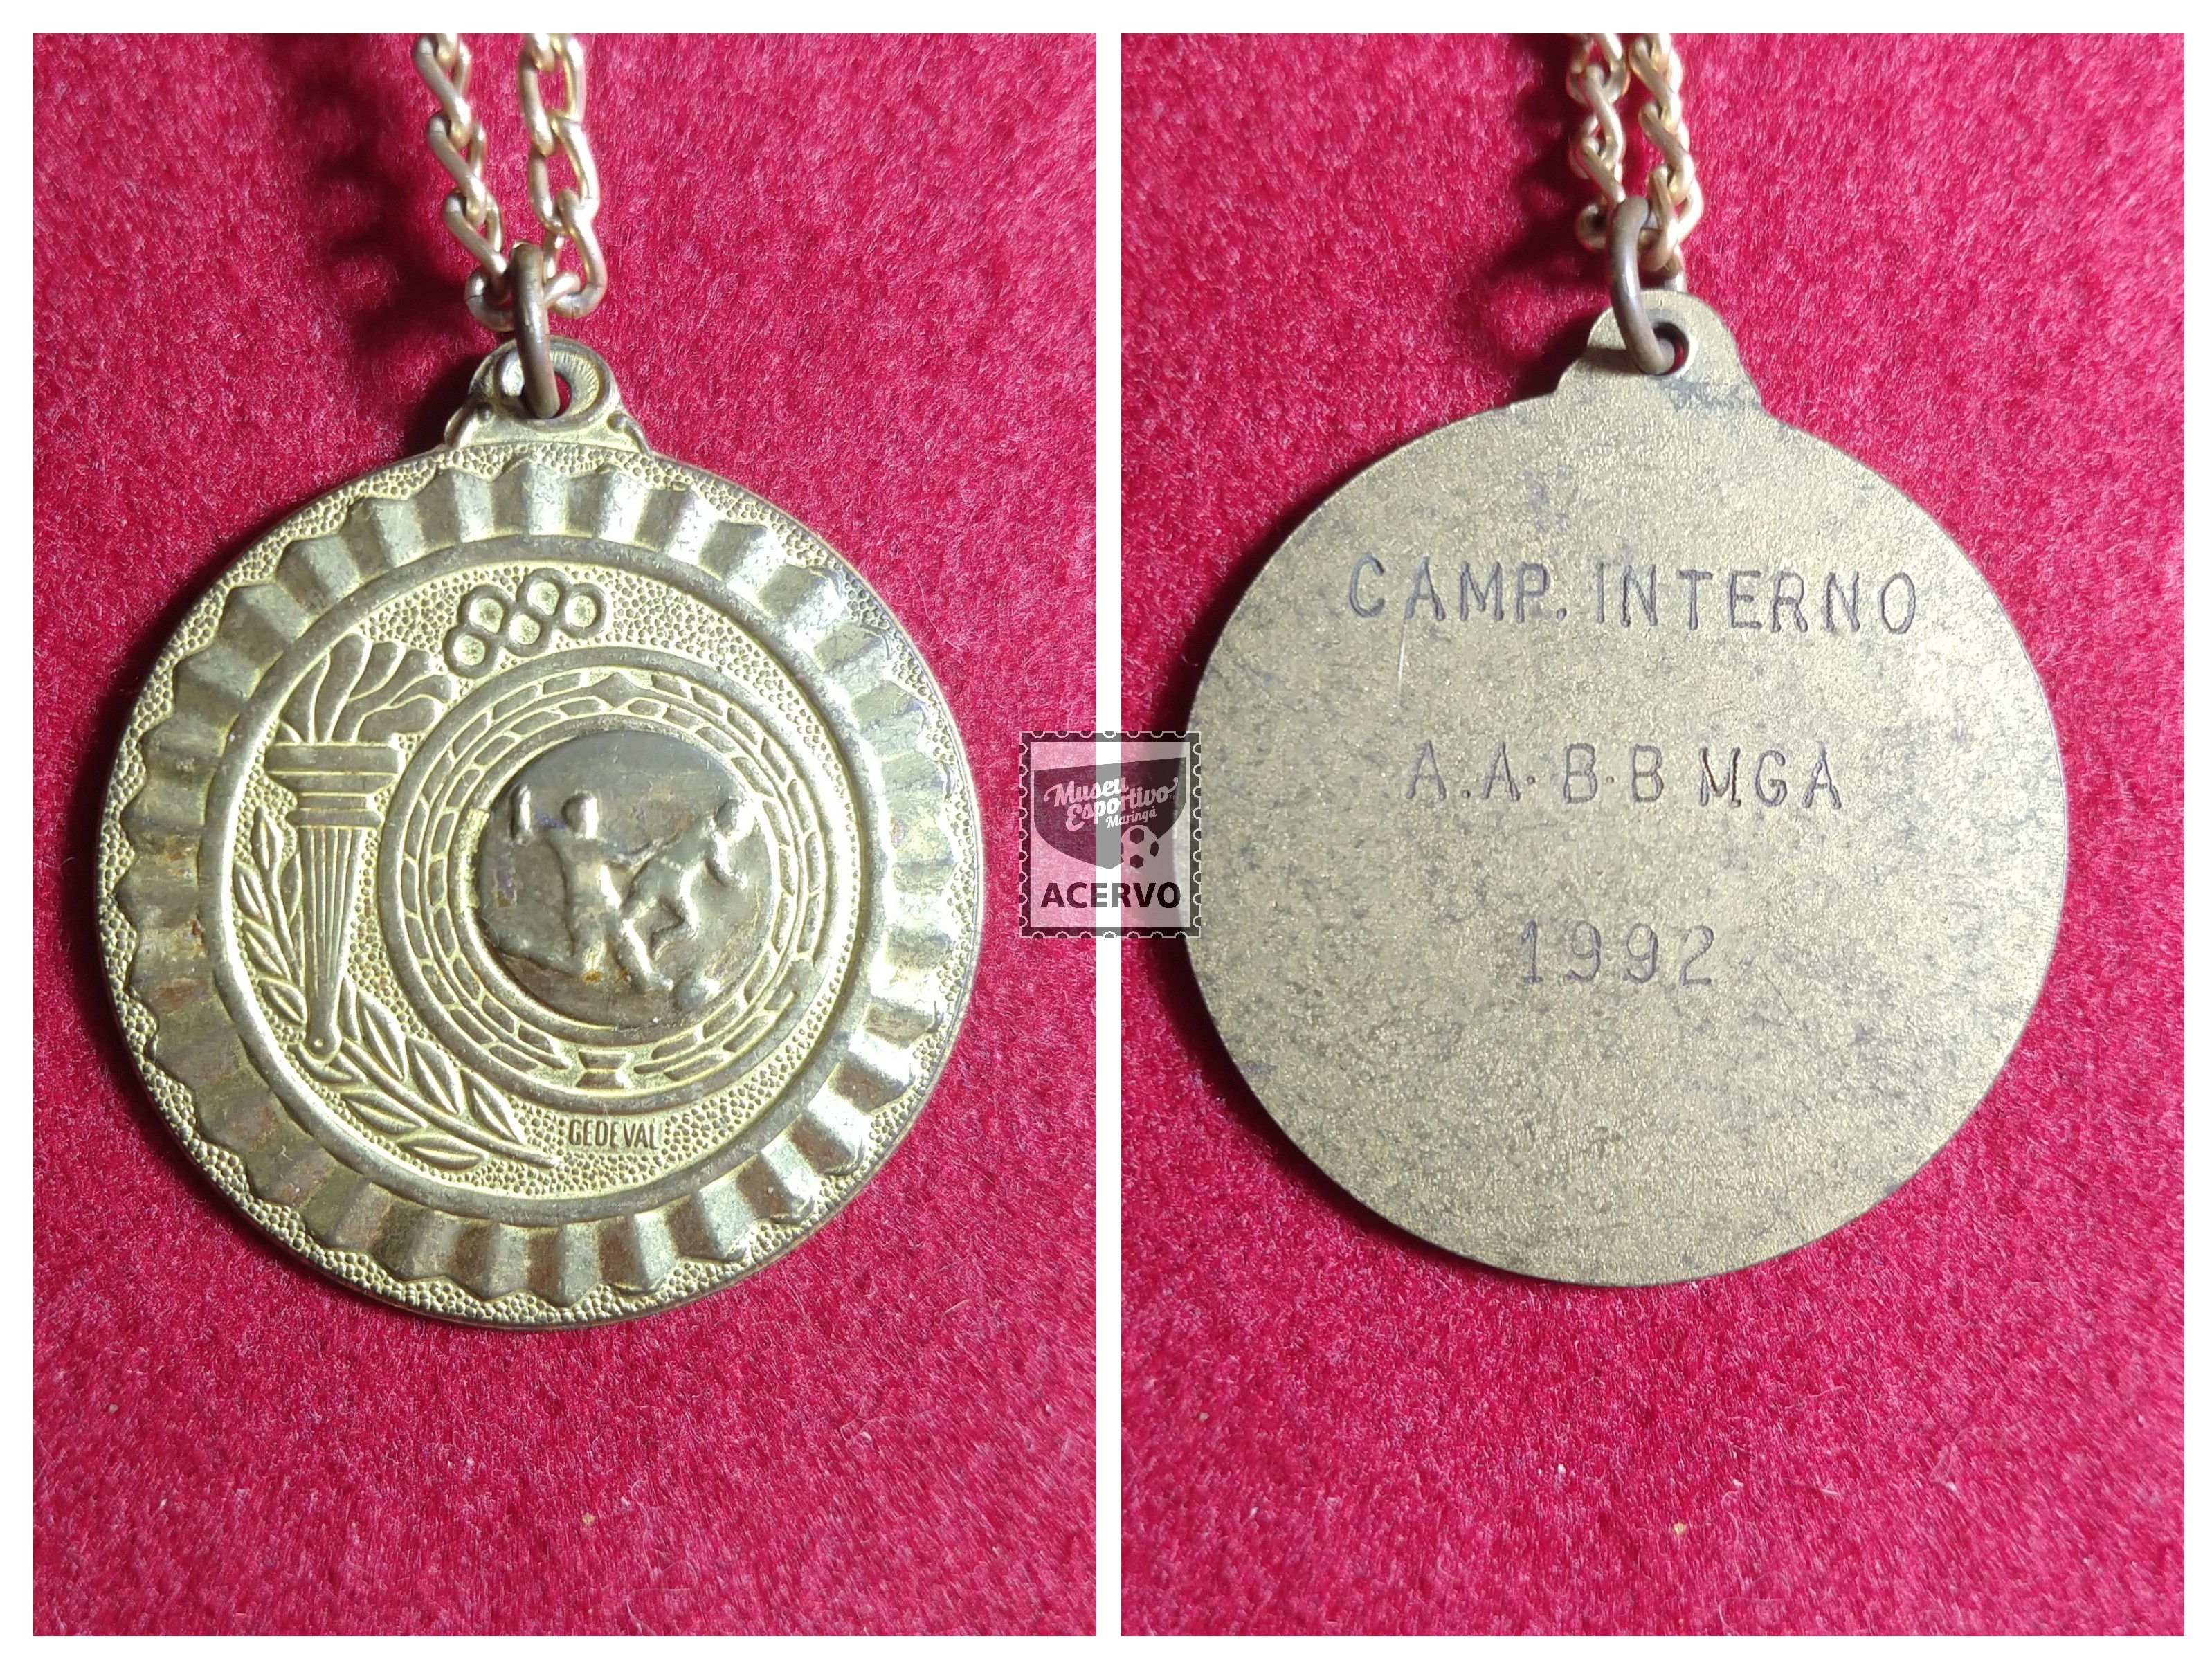 GEDEVAL
CAMP. INTERNO
A.A.B.B MGA
1992
Museu
Esportivo
Maringá
ACERVO